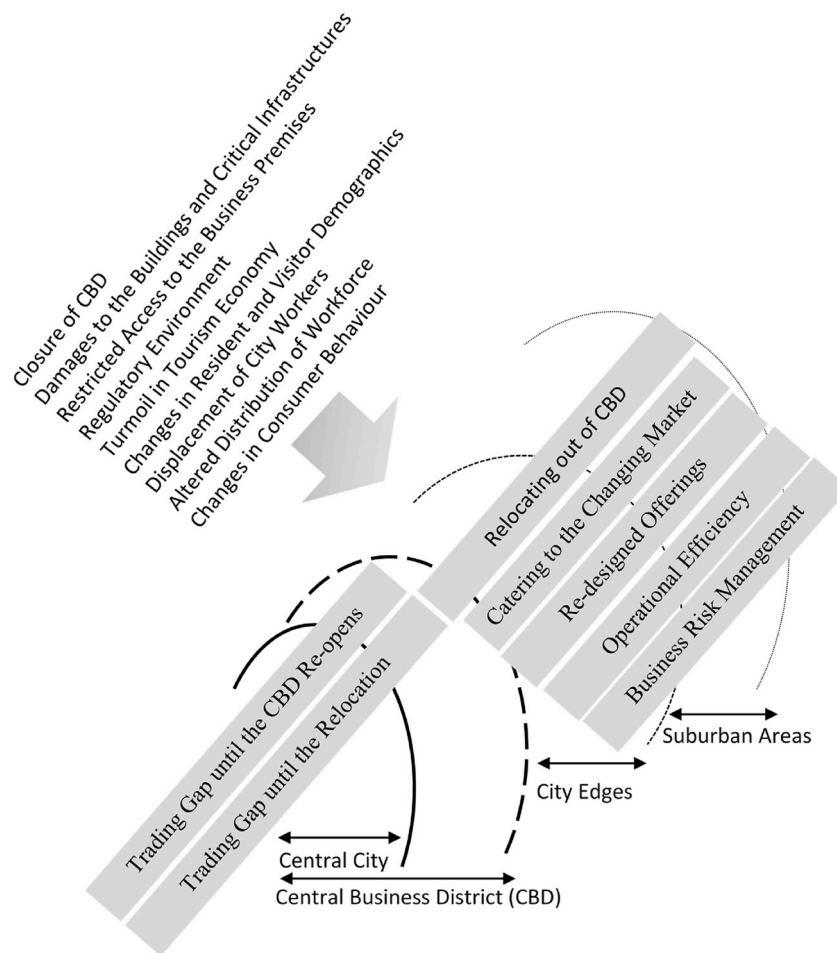 Closure of CBD
Damages to the Buildings and Critical Infrastructures
Restricted Access to the Business Premises
Regulatory Environment
Turmoil in Tourism Economy
Changes in Resident and Visitor Demographics
Displacement of City Workers
Altered Distribution of Workforce
Changes in Consumer Behaviour
Relocating out of CBD
Catering to the Changing Market
Re-designed Offerings
Operational Efficiency
Business Risk Management
Trading Gap until the CBD Re-opens
Trading Gap until the Relocation
Suburban Areas
City Edges
Central City
Central Business District (CBD)